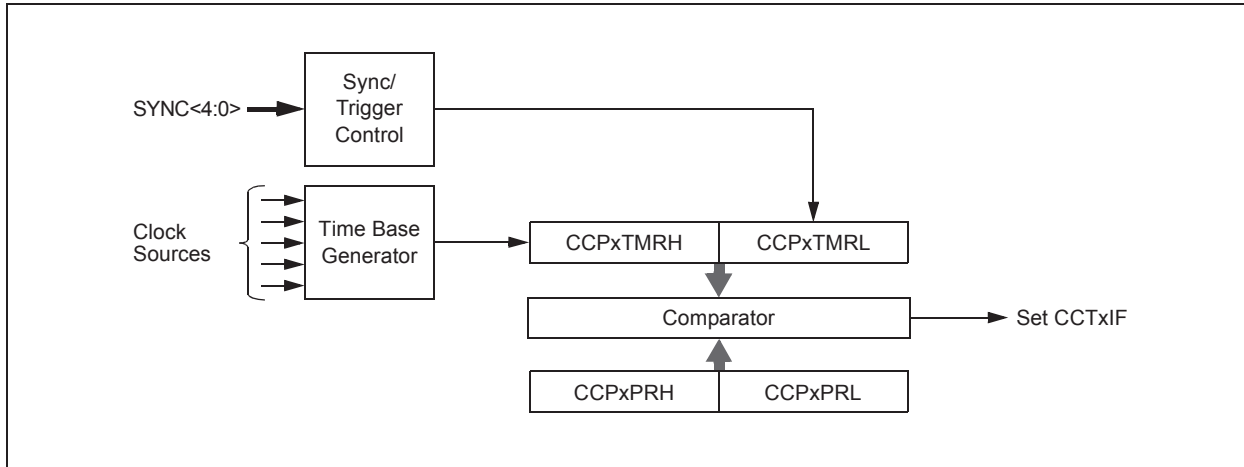 Sync/
Trigger
Control
SYNC<4:0>
Clock
Sources
Time Base
Generator
CCPxTMRH
CCPxTMRL
Comparator
Set CCTxIF
CCPxPRH
CCPxPRL